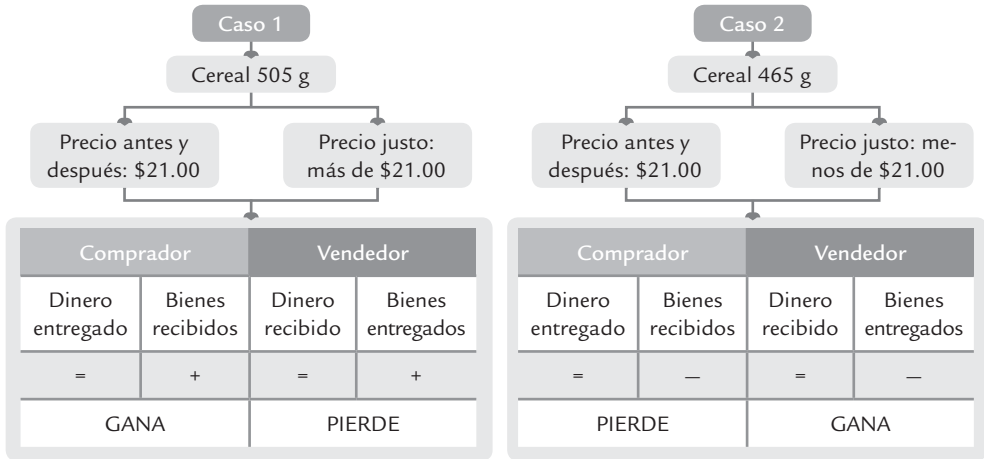 Caso 1
Cereal 505 g
Precio antes y
después: $21.00
Precio justo:
más de $21.00
Comprador
Vendedor
Dinero
entregado
Bienes
recibidos
Dinero
recibido
Bienes
entregados
=
+
=
+
GANA
PIERDE
Caso 2
Cereal 465 g
Precio antes y
después: $21.00
Precio justo: me-
nos de $21.00
Comprador
Vendedor
Dinero
entregado
Bienes
recibidos
Dinero
recibido
Bienes
entregados
=
—
=
—
PIERDE
GANA